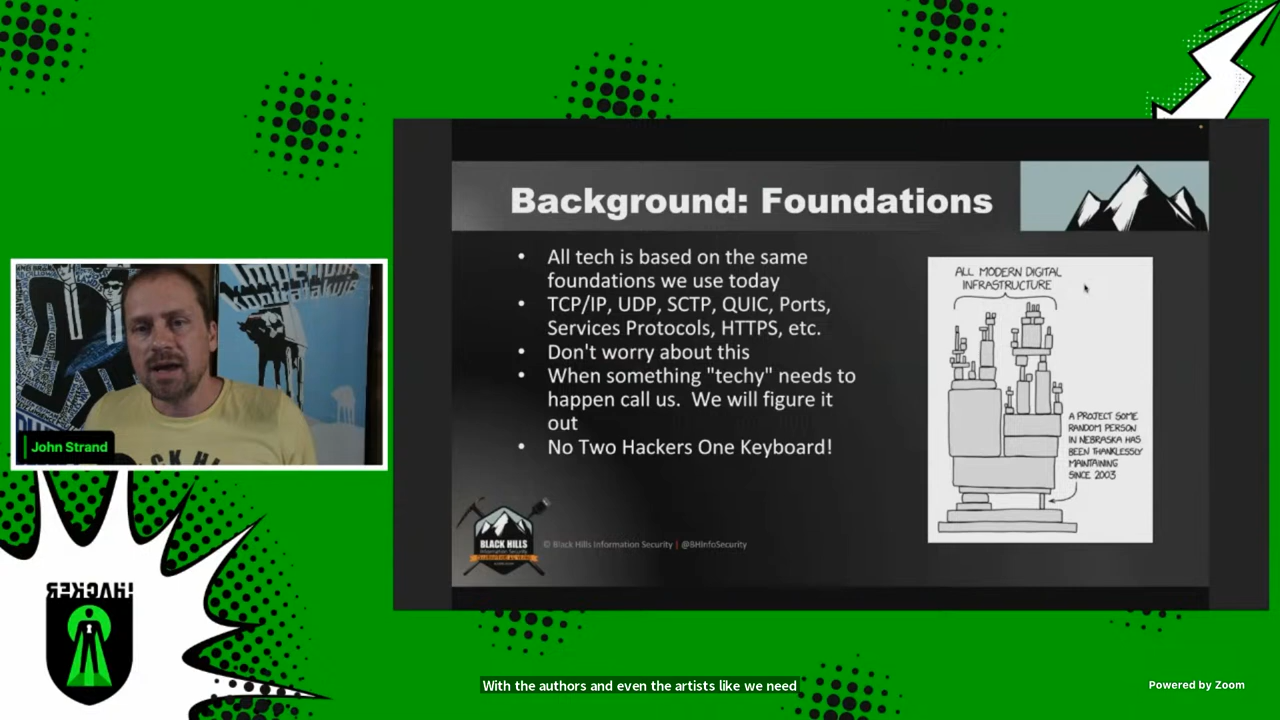 Background: Foundations
• All tech is based on the same
foundations we use today
• TCP/IP, UDP, SCTP, QUIC, Ports,
Services Protocols, HTTPS, etc.
• Don't worry about this
• When something "techy" needs to
happen call us. We will figure it
out
• No Two Hackers One Keyboard!
ALL MODERN DIGITAL
INFRASTRUCTURE
A PROJECT SOME
RANDOM PERSON
IN NEBRASKA HAS
BEEN THANKLESSLY
MAINTAINING
SINCE 2003
BLACK HILLS
Information Security
© Black Hills Information Security | @BHInfoSecurity
John Strand
With the authors and even the artists like we need
Powered by Zoom